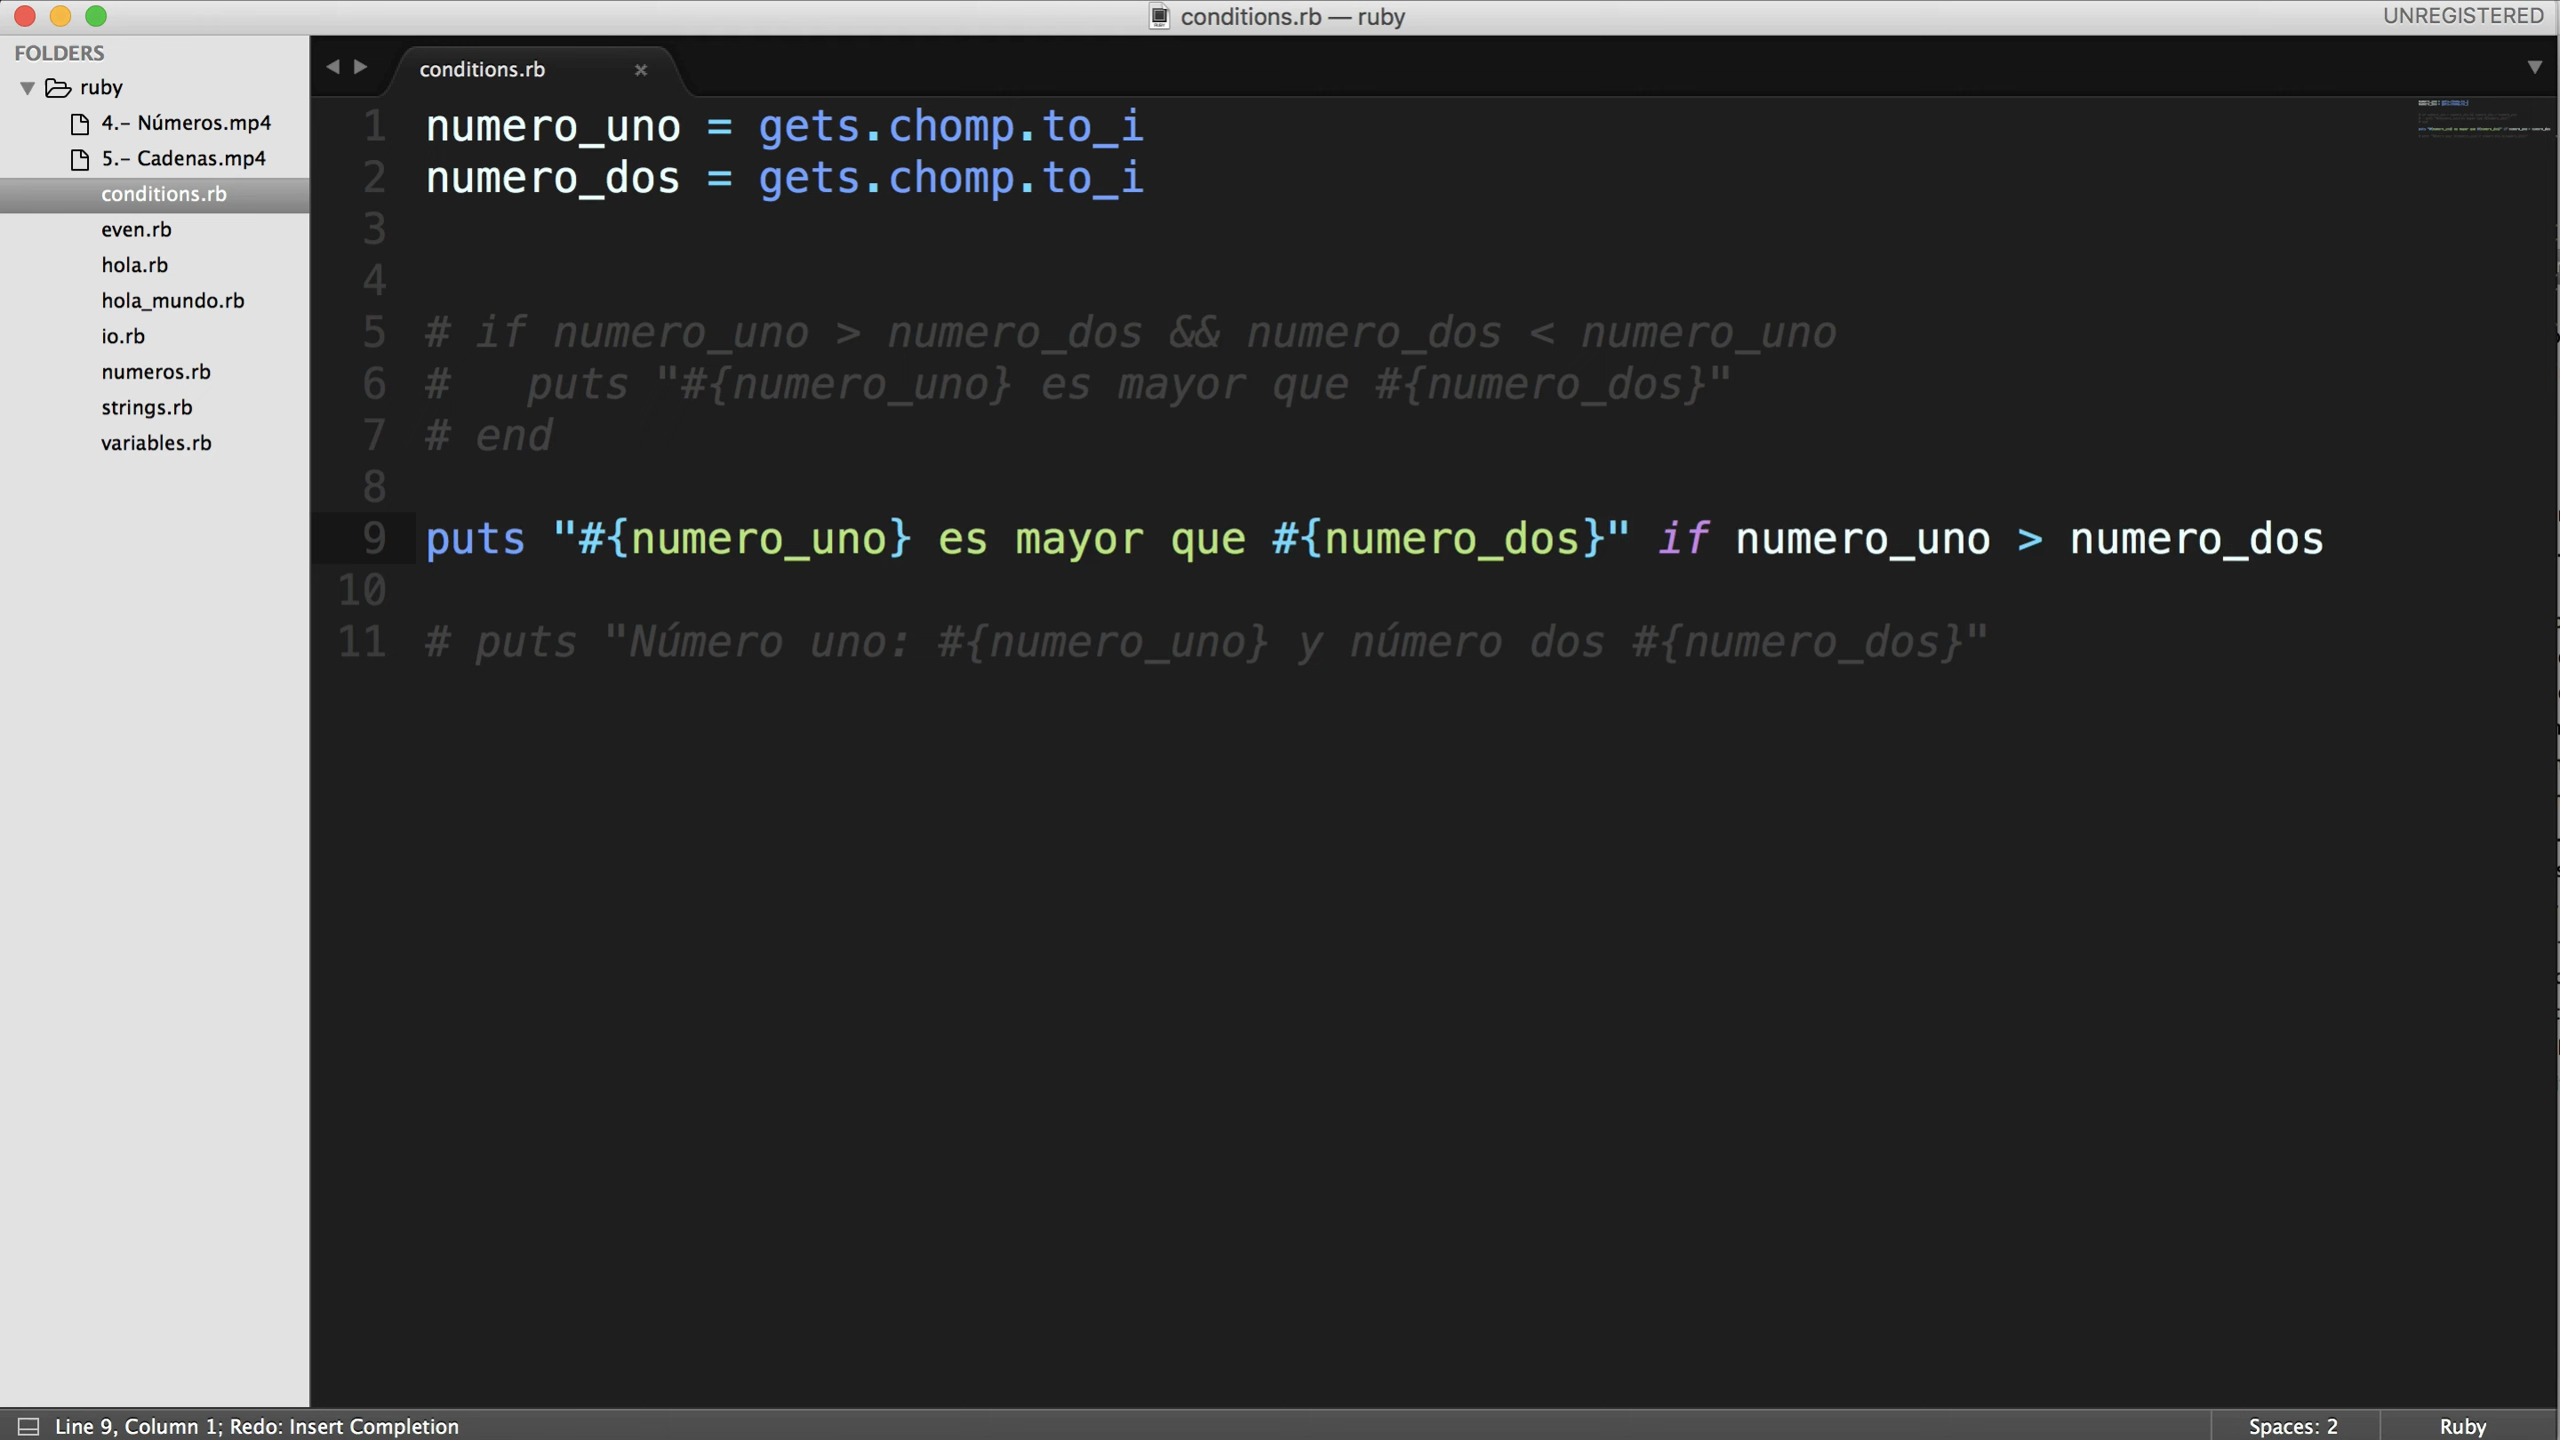 conditions.rb — ruby
UNREGISTERED
FOLDERS
ruby
4.- Números.mp4
5.- Cadenas.mp4
conditions.rb
even.rb
hola.rb
hola_mundo.rb
io.rb
numeros.rb
strings.rb
variables.rb
conditions.rb
1 numero_uno = gets.chomp.to_i
2 numero_dos = gets.chomp.to_i
3
4
5 # if numero_uno > numero_dos && numero_dos < numero_uno
6 #   puts "#{numero_uno} es mayor que #{numero_dos}"
7 # end
8
9 puts "#{numero_uno} es mayor que #{numero_dos}" if numero_uno > numero_dos
10
11 # puts "Número uno: #{numero_uno} y número dos #{numero_dos}"
Line 9, Column 1; Redo: Insert Completion
Spaces: 2
Ruby